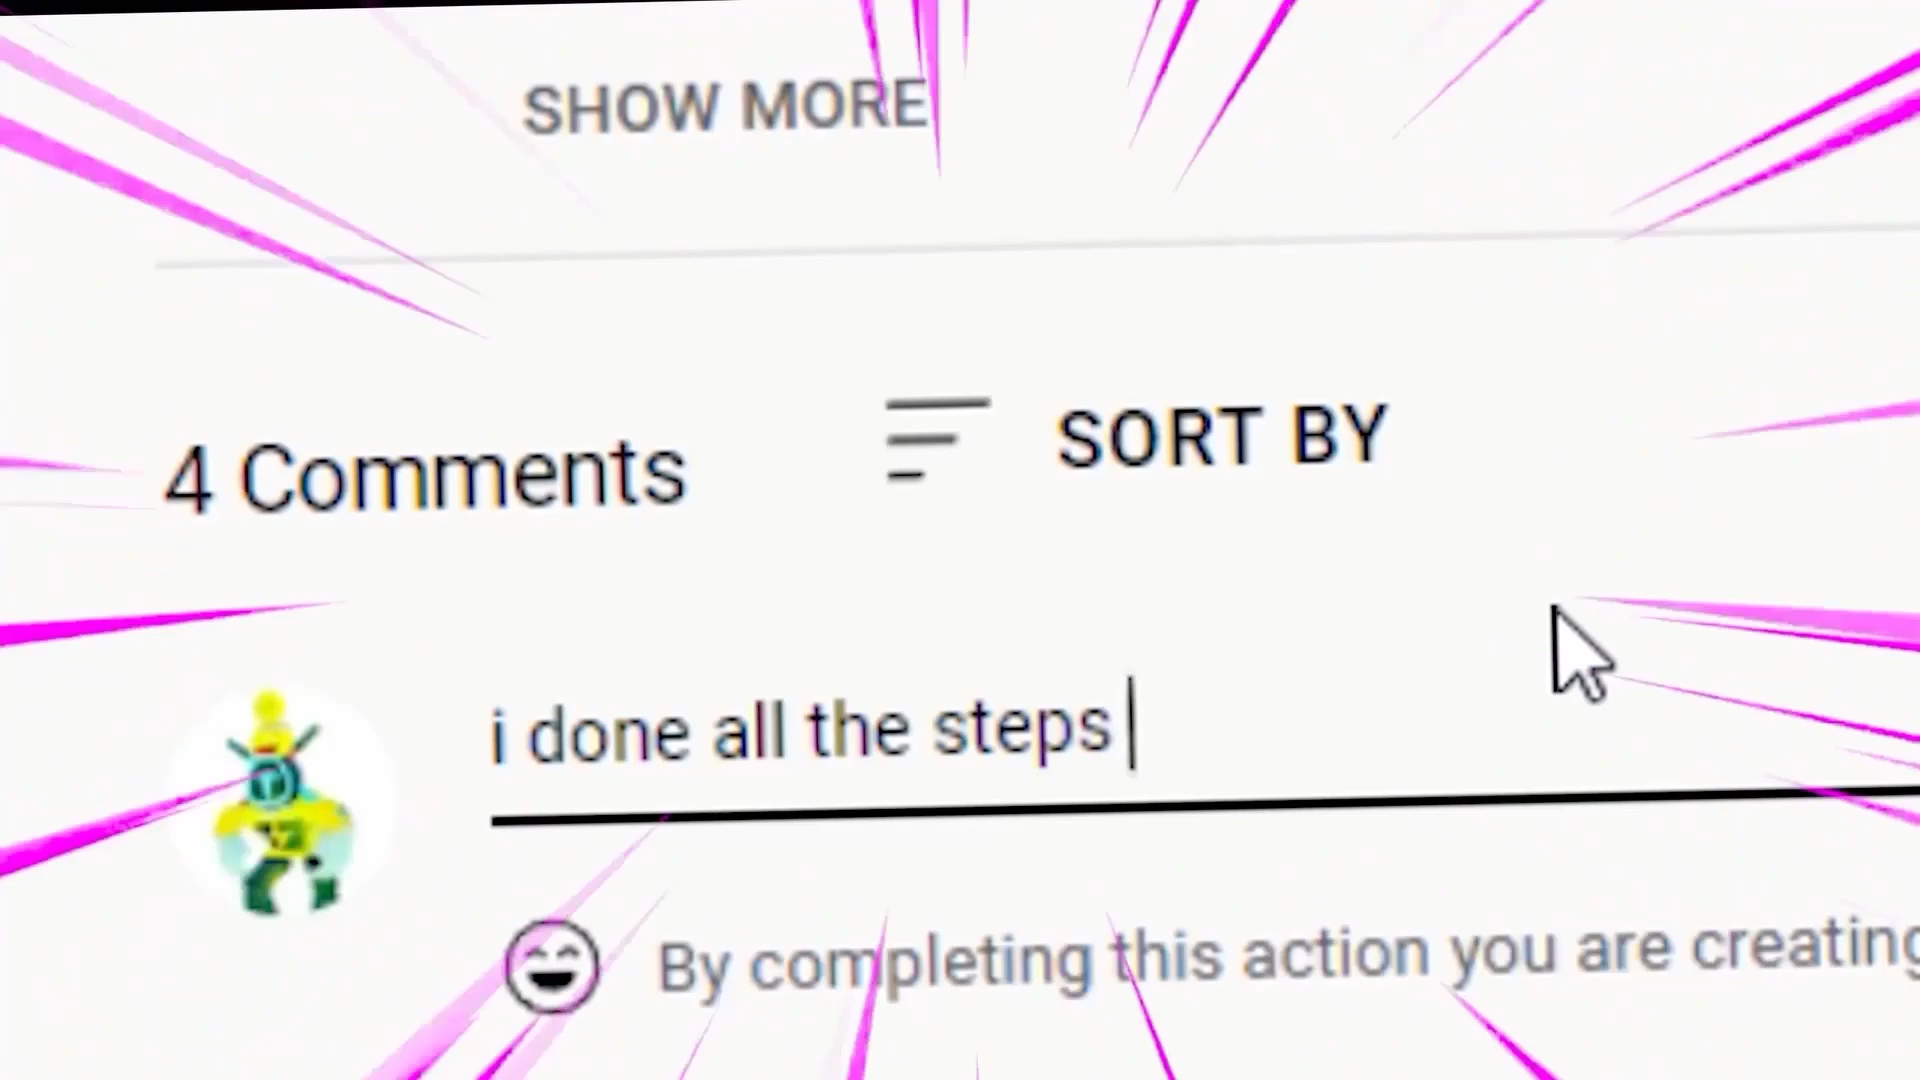 SHOW MORE
4 Comments
SORT BY
i done all the steps
By completing this action you are creating